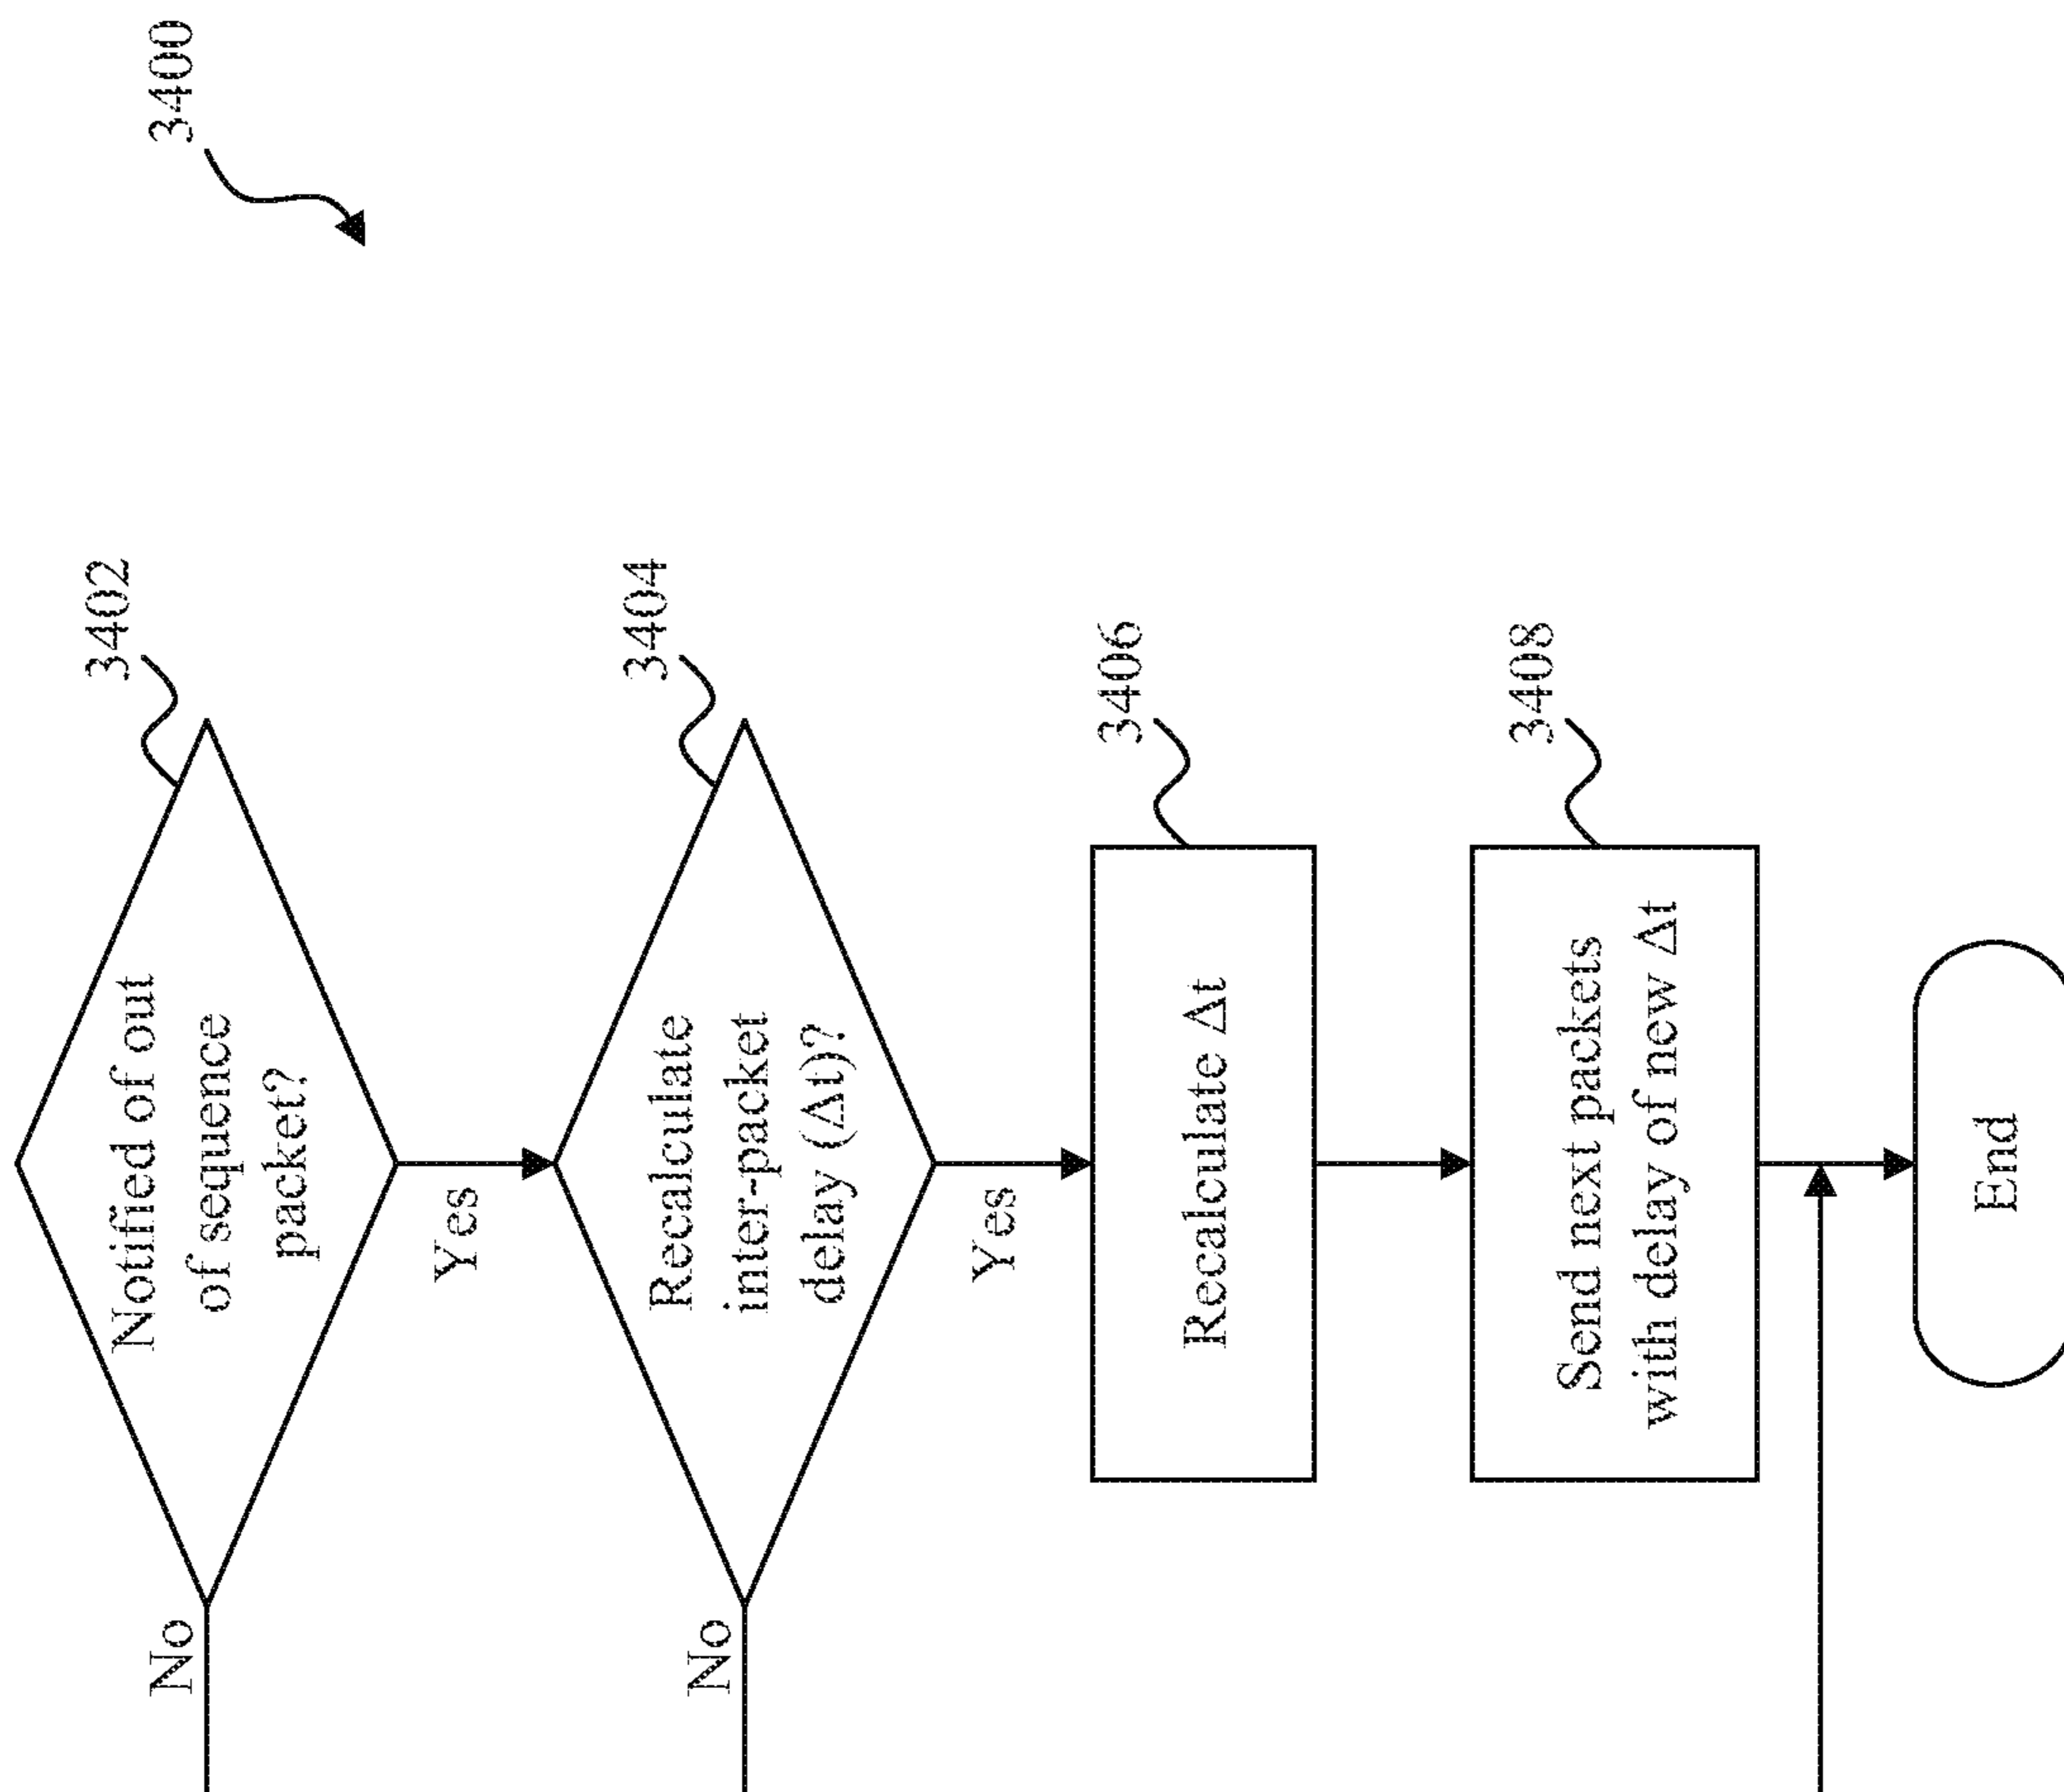 3400
3402
Notified of out
of sequence
packet?
No
Yes
3404
Recalculate
inter-packet
delay (Δt)?
No
Yes
3406
Recalculate Δt
3408
Send next packets
with delay of new Δt
End